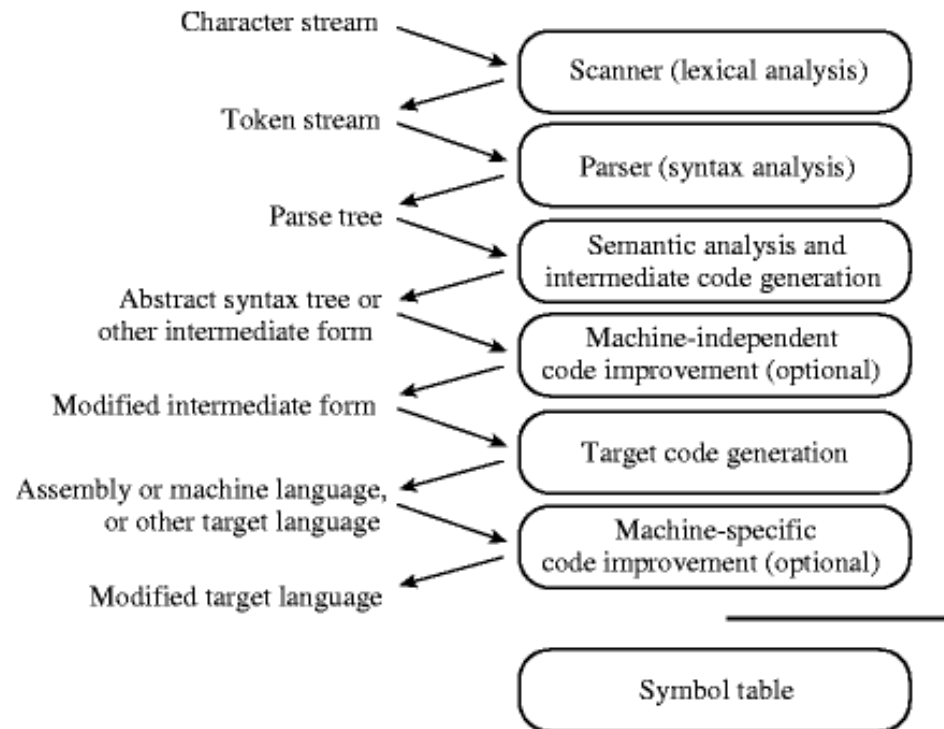 Character stream
Scanner (lexical analysis)
Token stream
Parser (syntax analysis)
Parse tree
Semantic analysis and
intermediate code generation
Abstract syntax tree or
other intermediate form
Machine-independent
code improvement (optional)
Modified intermediate form
Target code generation
Assembly or machine language,
or other target language
Machine-specific
code improvement (optional)
Modified target language
Symbol table